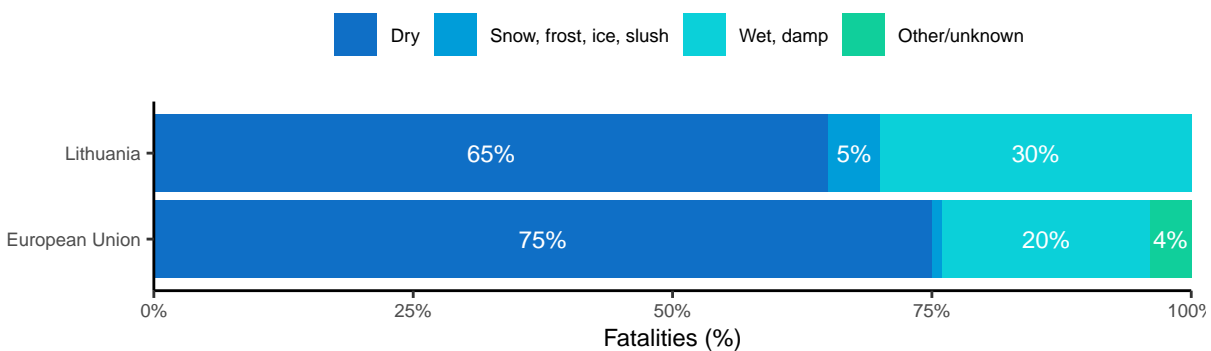 Dry Snow, frost, ice, slush Wet, damp Other/unknown
Lithuania 65% 5% 30%
European Union 75% 20% 4%
0% 25% 50% 75% 100%
Fatalities (%)